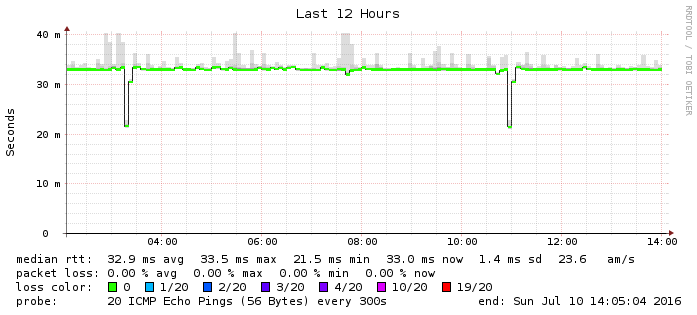 Last 12 Hours
RRDTOOL / TOBI OETIKER
Seconds
40 m
30 m
20 m
10 m
0
04:00 06:00 08:00 10:00 12:00 14:00
median rtt: 32.9 ms avg 33.5 ms max 21.5 ms min 33.0 ms now 1.4 ms sd 23.6 am/s
packet loss: 0.00 % avg 0.00 % max 0.00 % min 0.00 % now
loss color: 0 1/20 2/20 3/20 4/20 10/20 19/20
probe: 20 ICMP Echo Pings (56 Bytes) every 300s end: Sun Jul 10 14:05:04 2016